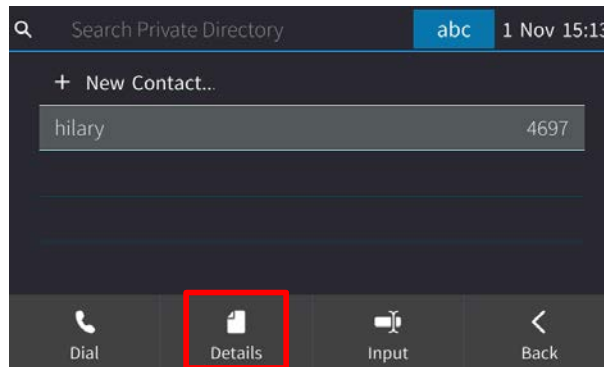 Search Private Directory abc 1 Nov 15:13
+ New Contact...
hilary 4697
Dial Details Input Back